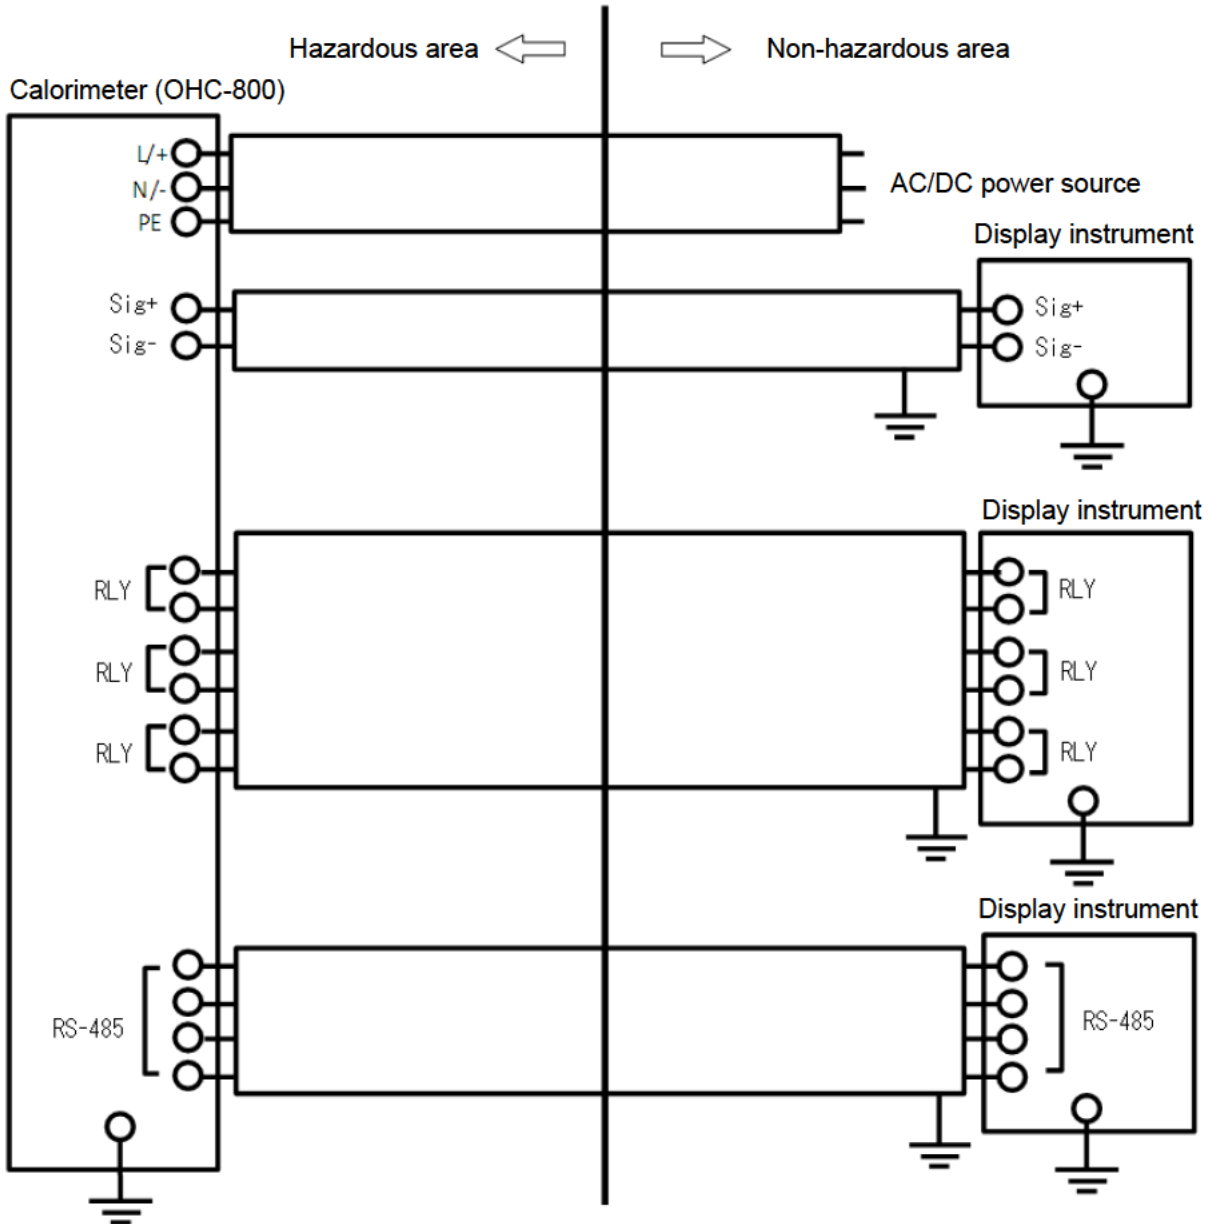 Hazardous area
Non-hazardous area
Calorimeter (OHC-800)
L/+
N/-
PE
AC/DC power source
Display instrument
Sig+
Sig-
Sig+
Sig-
Display instrument
RLY
RLY
RLY
RLY
RLY
RLY
Display instrument
RS-485
RS-485